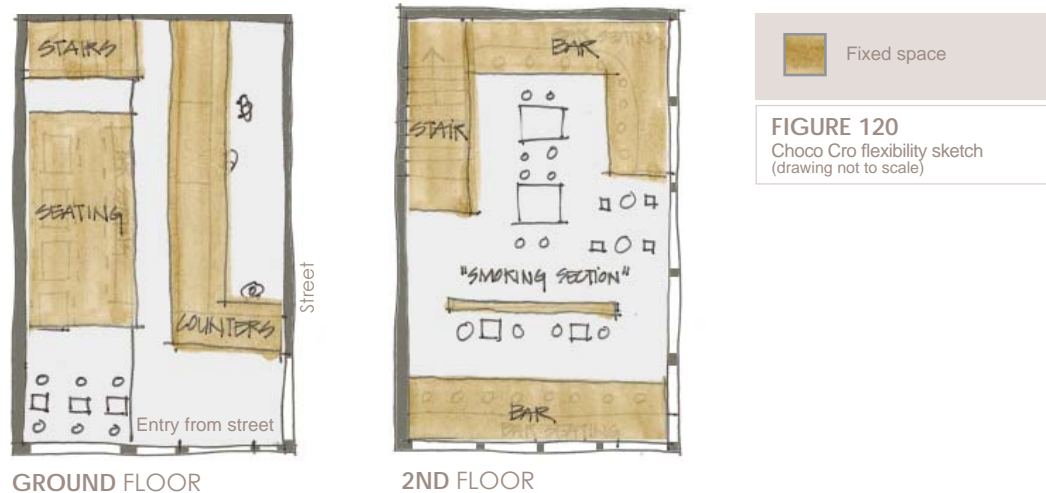 STAIRS
SEATING
COUNTERS
Street
Entry from street
GROUND FLOOR
BAR
STAIR
"SMOKING SECTION"
BAR
BAR SEATING
2ND FLOOR
Fixed space
FIGURE 120
Choco Cro flexibility sketch
(drawing not to scale)